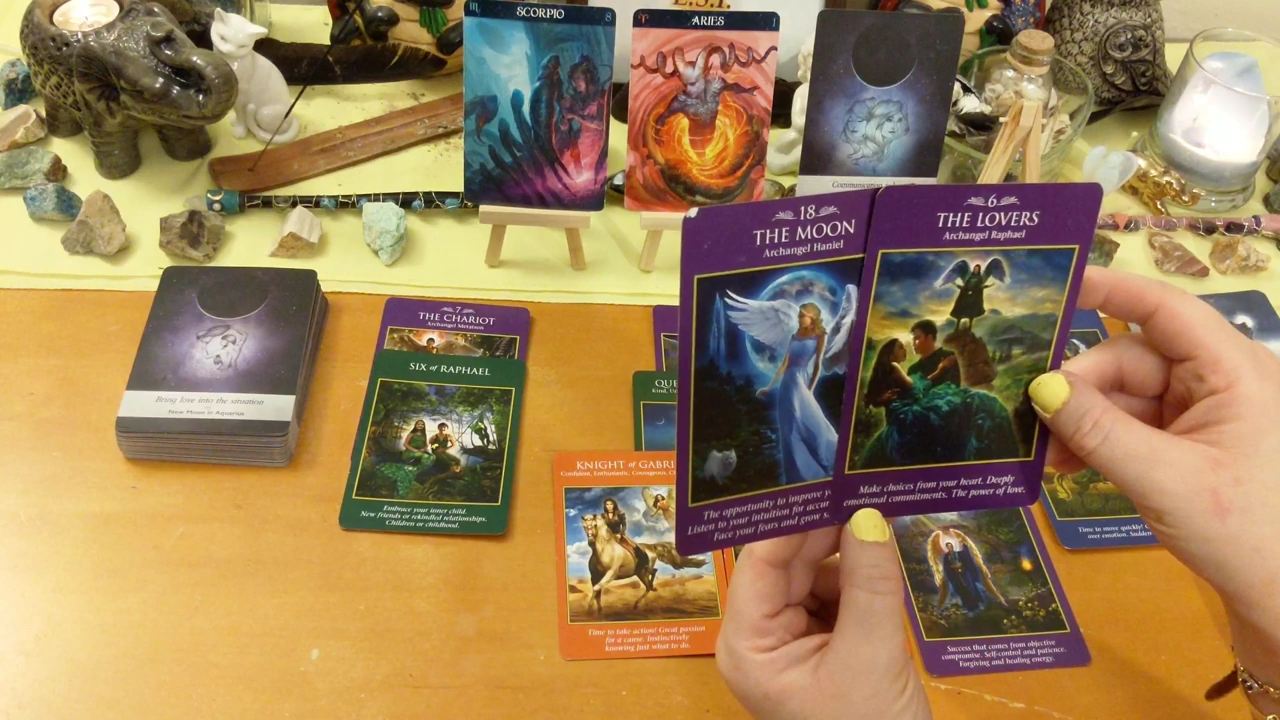 E.S.T.
SCORPIO
8
ARIES
1
18
THE MOON
Archangel Haniel
The opportunity to improve
Listen to your intuition for
Face your fears and grow
6
THE LOVERS
Archangel Raphael
Make choices from your heart. Deeply
emotional commitments. The power of love.
Bring love into the situation
New Moon in Aquarius
7
THE CHARIOT
Archangel Metatron
SIX of RAPHAEL
Embrace your inner child.
New friends or rekindled relationships.
Children or childhood.
Kind,
KNIGHT of
Confident, Enthusiastic, Courageous,
Time to take action! Great passion
for a cause. Instinctively
knowing just what to do.
Success that comes from objective
compromise. Self-control and patience.
Forgiving and healing energy.
Time to move quickly!
over emotion.